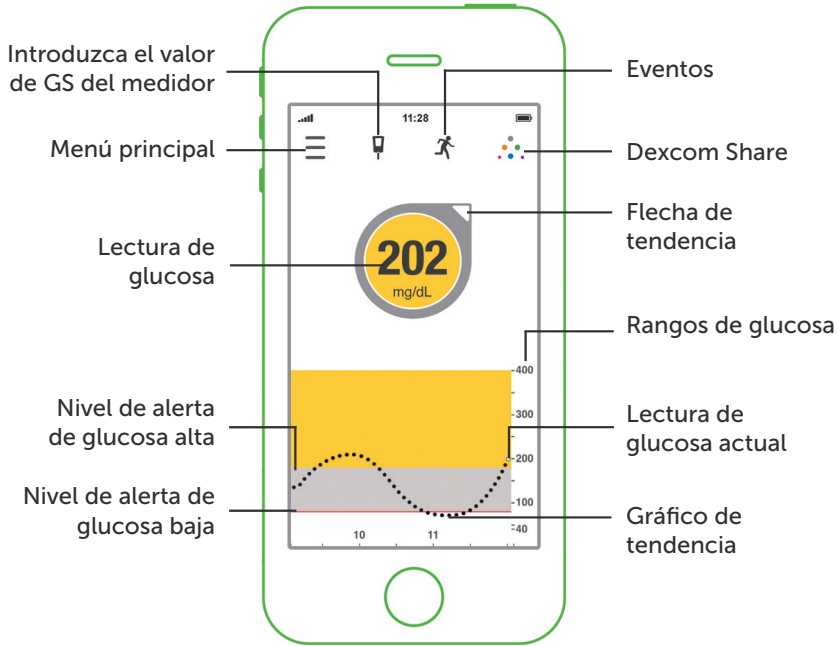 Introduzca el valor
de GS del medidor
Eventos
11:28
Menú principal
Dexcom Share
Flecha de
tendencia
Lectura de
glucosa
202
mg/dL
Rangos de glucosa
400
300
200
100
40
Nivel de alerta
de glucosa alta
Lectura de
glucosa actual
Nivel de alerta de
glucosa baja
10
11
Gráfico de
tendencia